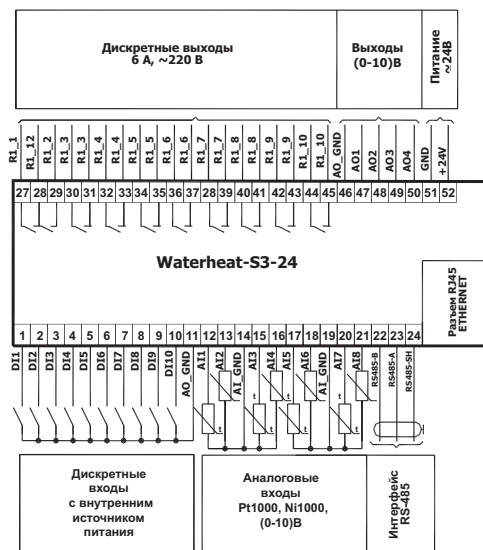 Дискретные выходы
6 А, ~220 В
Выходы
(0-10)В
Питание
~24В
R1_1
R1_12
R1_2
R1_3
R1_3
R1_4
R1_4
R1_5
R1_5
R1_6
R1_6
R1_7
R1_7
R1_8
R1_8
R1_9
R1_9
R1_10
R1_10
AO_GND
AO1
AO2
AO3
AO4
GND
+24V
27 28 29 30 31 32 33 34 35 36 37 28 39 40 41 42 43 44 45 46 47 48 49 50 51 52
Waterheat-S3-24
Разъем RJ45
ETHERNET
1 2 3 4 5 6 7 8 9 10 11 12 13 14 15 16 17 18 19 20 21 22 23 24
DI1
DI2
DI3
DI4
DI5
DI6
DI7
DI8
DI9
DI10
AO_GND
AI1
AI2
AI_GND
AI3
AI4
AI5
AI6
AI_GND
AI7
AI8
RS485-B
RS485-A
RS485-SH
t t t t t t t t
Дискретные
входы
с внутренним
источником
питания
Аналоговые
входы
Pt1000, Ni1000,
(0-10)В
Интерфейс
RS-485